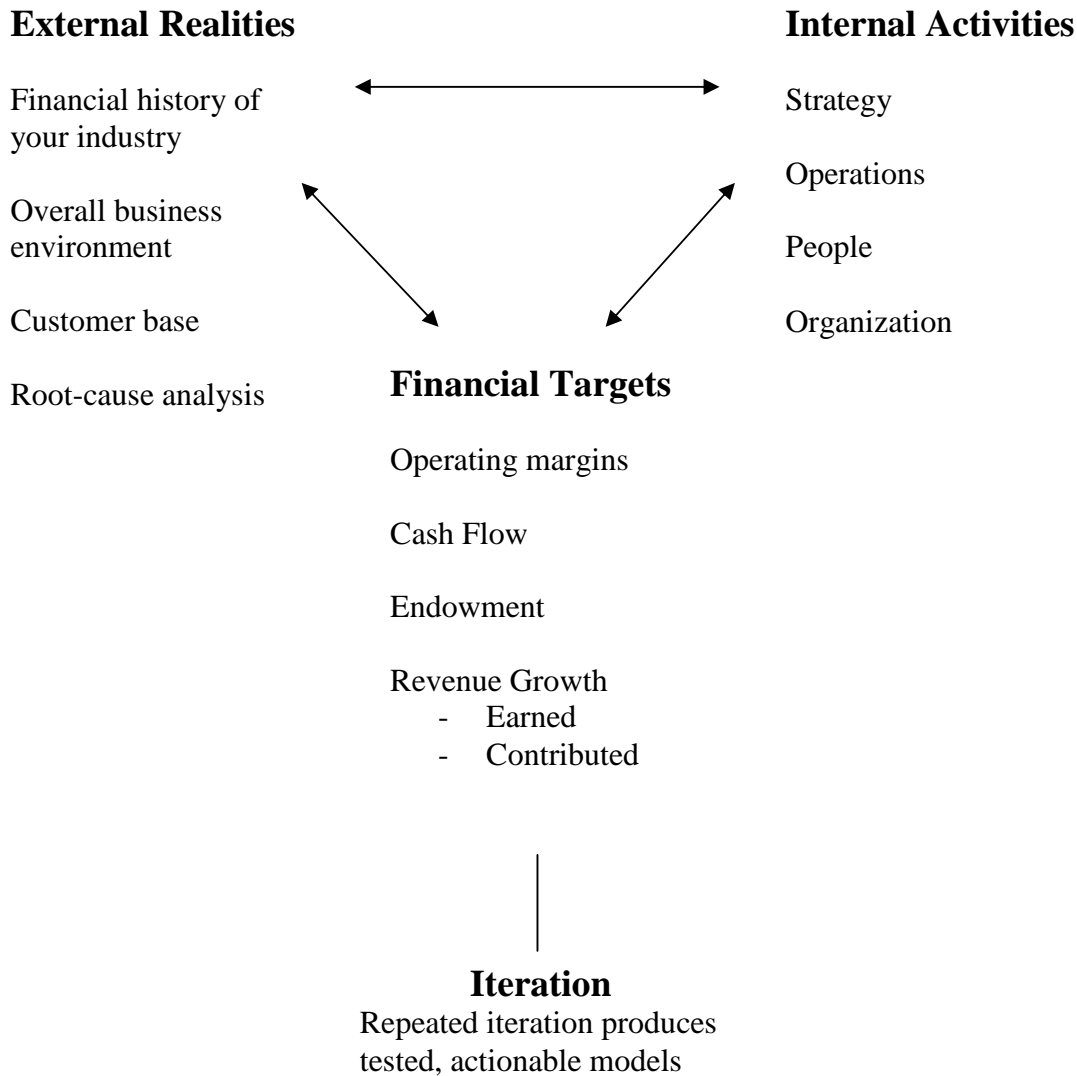 External Realities
Financial history of
your industry
Overall business
environment
Customer base
Root-cause analysis
Internal Activities
Strategy
Operations
People
Organization
Financial Targets
Operating margins
Cash Flow
Endowment
Revenue Growth
- Earned
- Contributed
Iteration
Repeated iteration produces
tested, actionable models